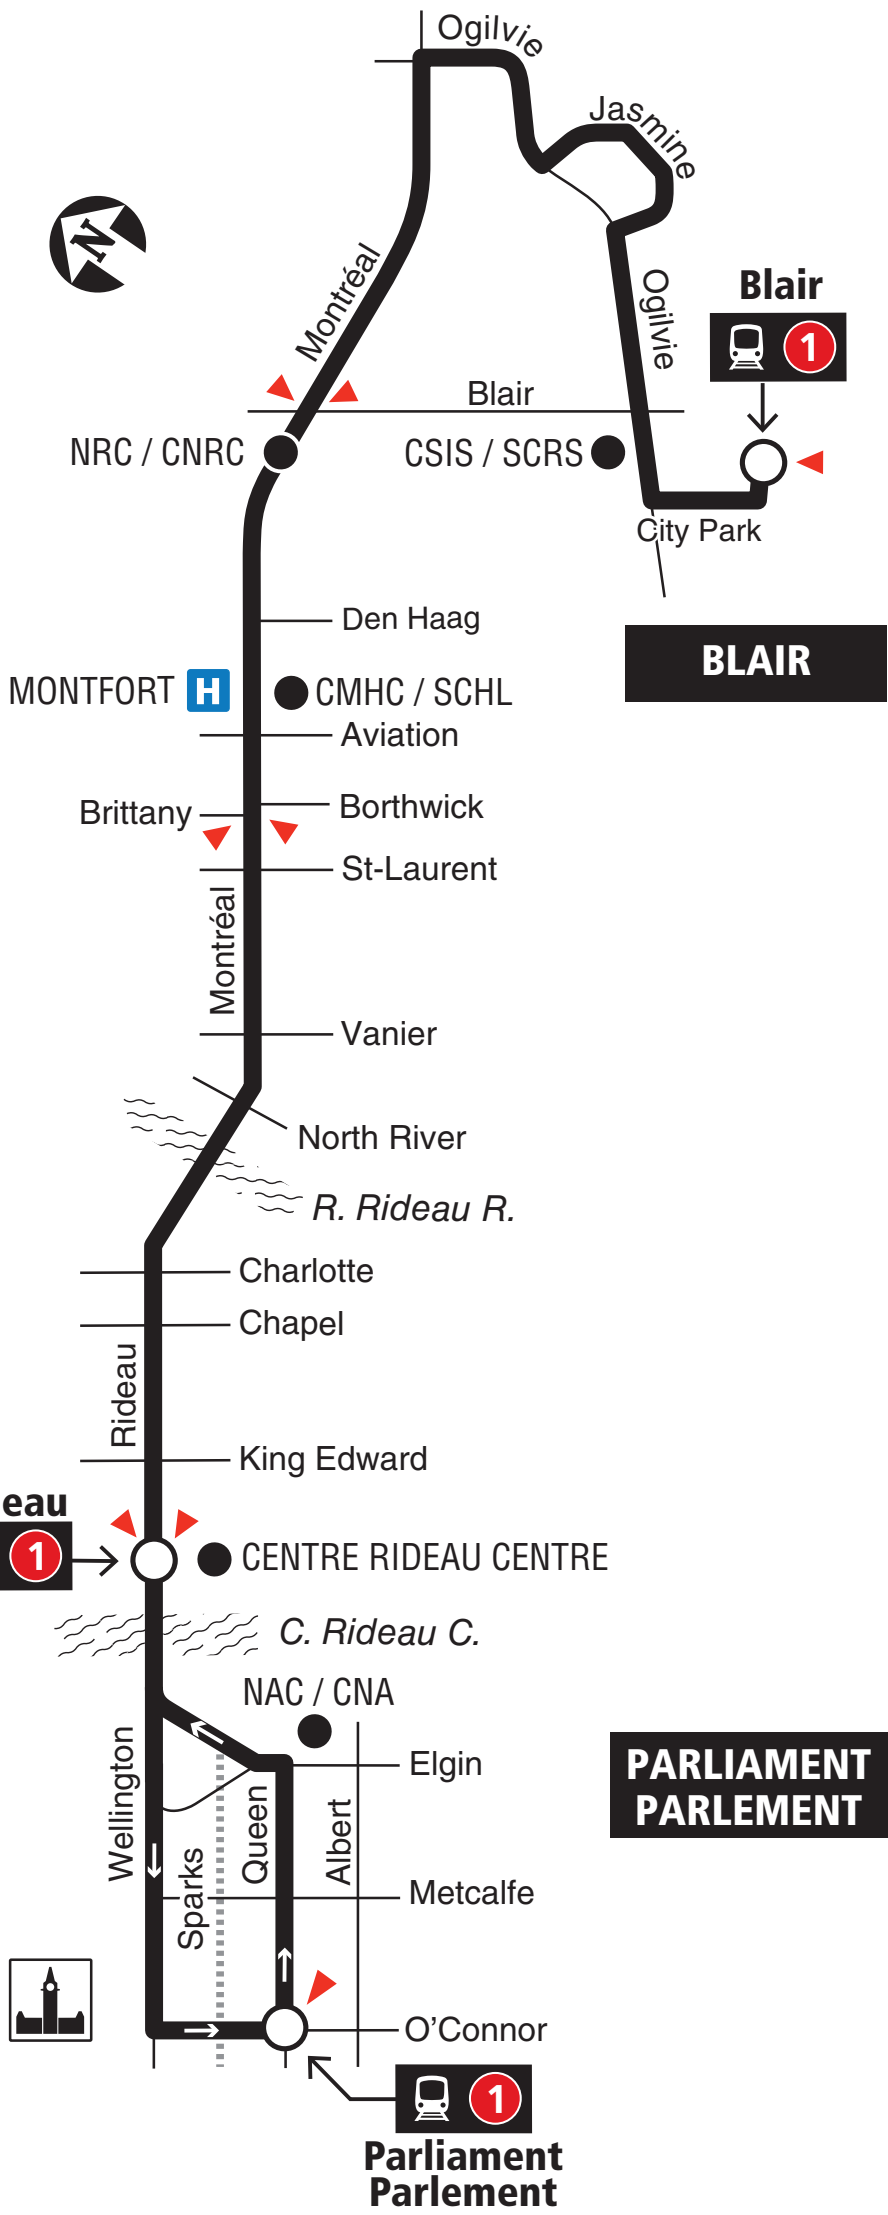 Ogilvie
Jasmine
N
Montréal
Ogilvie
Blair
1
Blair
NRC / CNRC
CSIS / SCRS
City Park
Den Haag
BLAIR
MONTFORT H
CMHC / SCHL
Aviation
Brittany
Borthwick
St-Laurent
Montréal
Vanier
North River
R. Rideau R.
Charlotte
Chapel
Rideau
King Edward
eau
1
CENTRE RIDEAU CENTRE
C. Rideau C.
NAC / CNA
Wellington
Elgin
PARLIAMENT
PARLEMENT
Queen
Albert
Sparks
Metcalfe
O'Connor
1
Parliament
Parlement